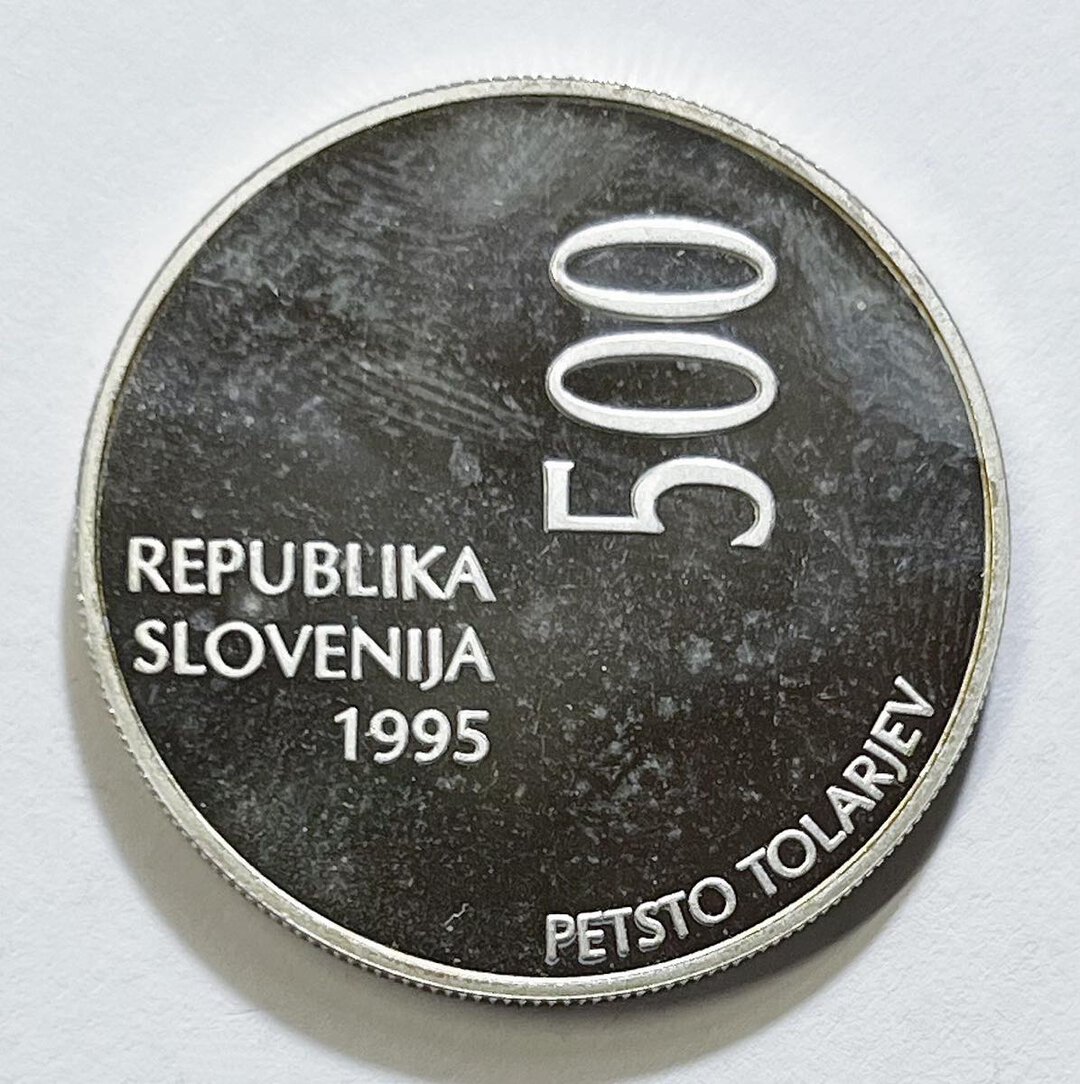 500
REPUBLIKA
SLOVENIJA
1995
PETSTO TOLARJEV